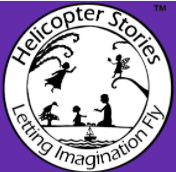 TM
Helicopter Stories
Letting Imagination Fly